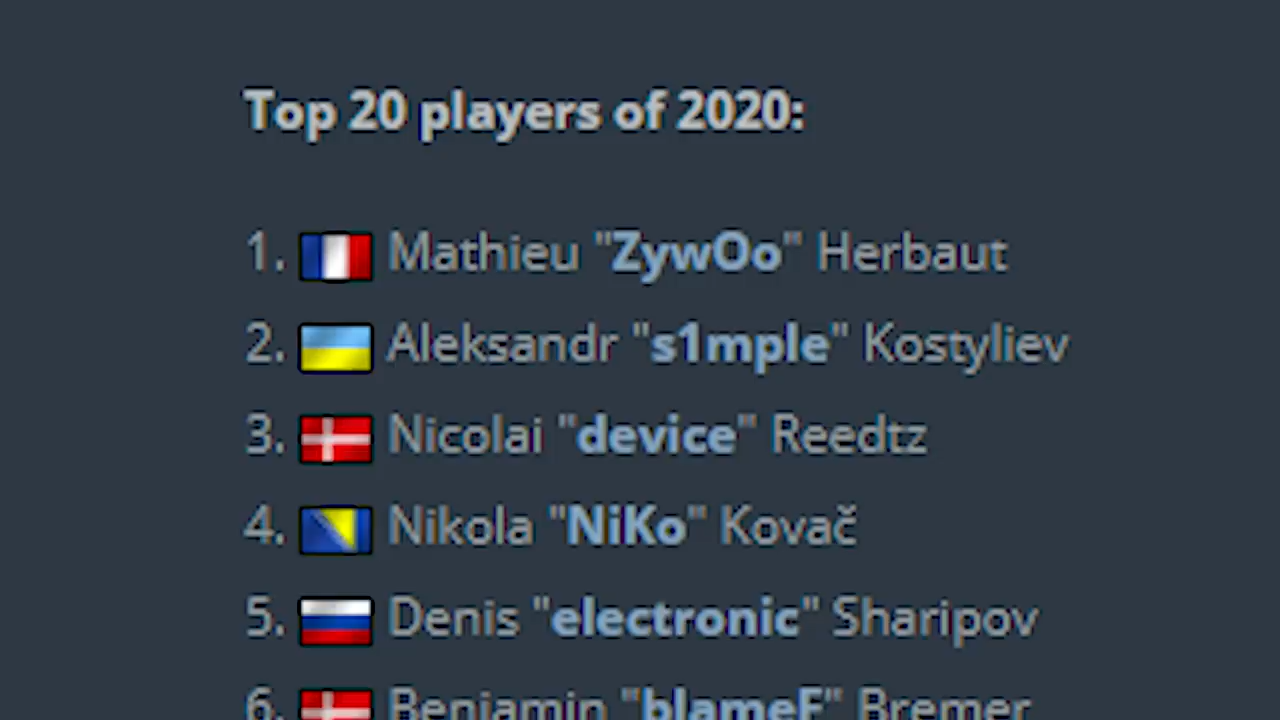 Top 20 players of 2020:
1. Mathieu "ZywOo" Herbaut
2. Aleksandr "s1mple" Kostyliev
3. Nicolai "device" Reedtz
4. Nikola "NiKo" Kovač
5. Denis "electronic" Sharipov
6. Benjamin "blameF" Bremer